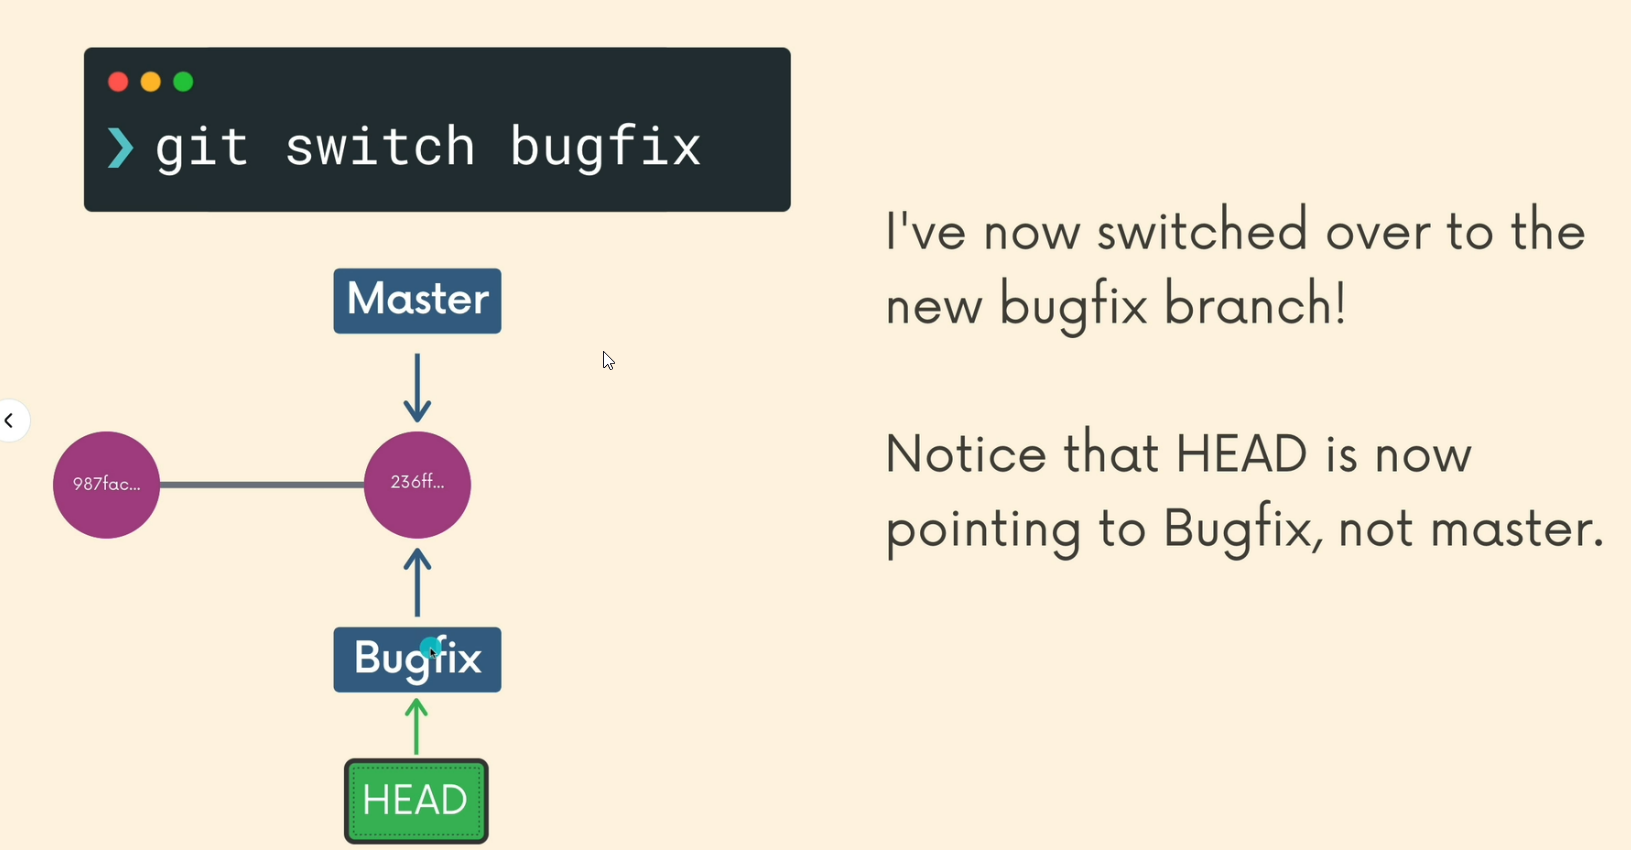 ❯ git switch bugfix
Master
987fac...
236ff...
Bugfix
HEAD
I've now switched over to the
new bugfix branch!
Notice that HEAD is now
pointing to Bugfix, not master.